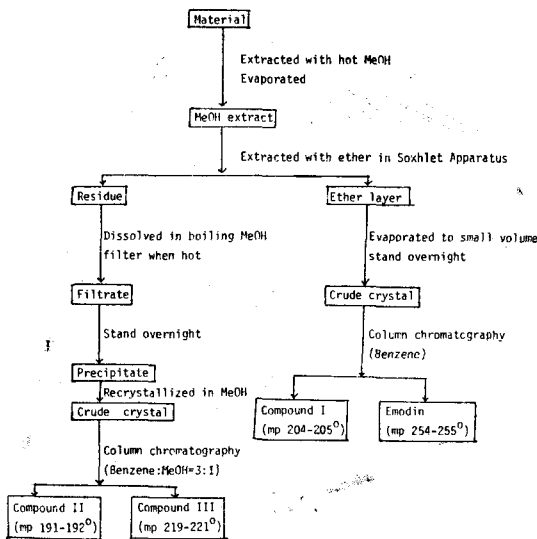 Material
Extracted with hot MeOH
Evaporated
MeOH extract
Extracted with ether in Soxhlet Apparatus
Residue
Ether layer
Dissolved in boiling MeOH
filter when hot
Evaporated to small volume
stand overnight
Filtrate
Crude crystal
Stand overnight
Column chromatography
(Benzene)
Precipitate
Recrystallized in MeOH
Crude crystal
Compound I
(mp 204-205°)
Emodin
(mp 254-255°)
Column chromatography
(Benzene:MeOH=3:1)
Compound II
(mp 191-192°)
Compound III
(mp 219-221°)